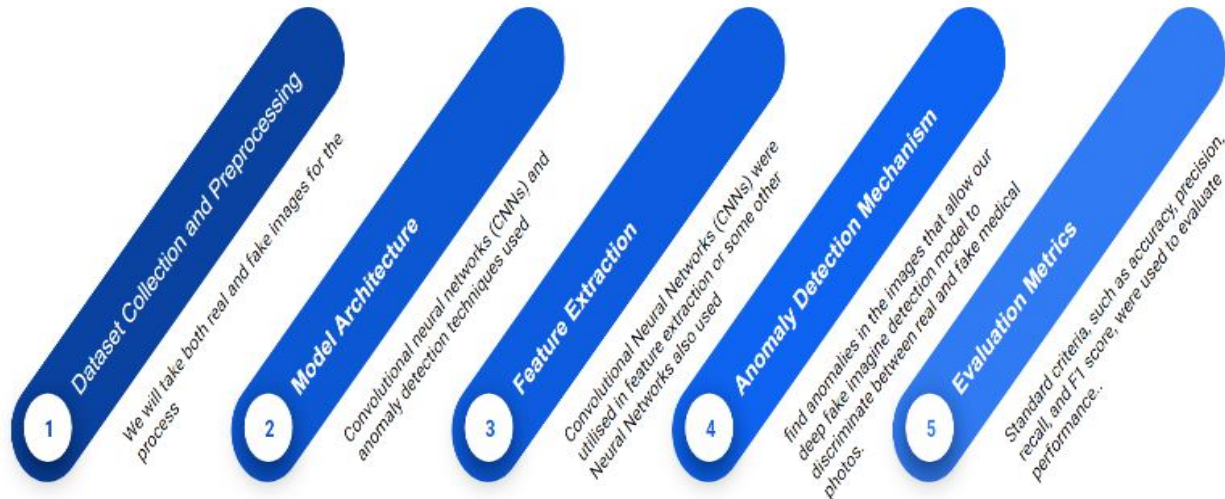 1
Dataset Collection and Preprocessing
We will take both real and fake images for the
process
2
Model Architecture
Convolutional neural networks (CNNs) and
anomaly detection techniques used
3
Feature Extraction
Convolutional Neural Networks (CNNs) were
utilised in feature extraction or some other
Neural Networks also used
4
Anomaly Detection Mechanism
find anomalies in the images that allow our
deep fake imagine detection model to
discriminate between real and fake medical
photos.
5
Evaluation Metrics
Standard criteria, such as accurecy, precision,
recall, and F1 score, were used to evaluate
performance..